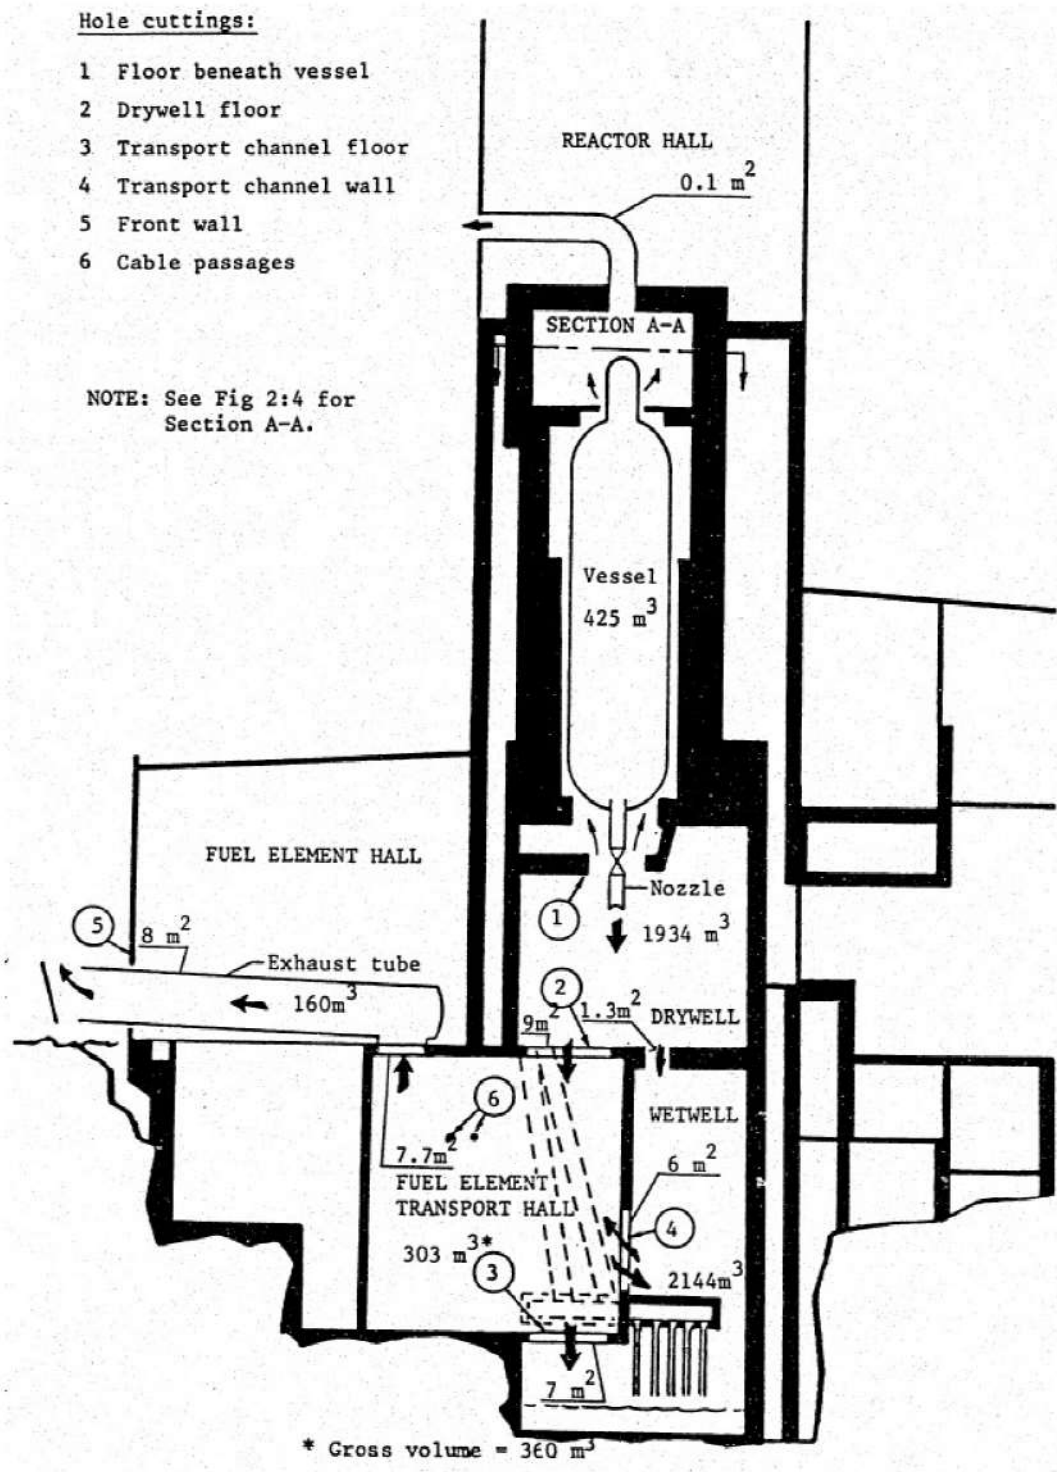 Hole cuttings:
1 Floor beneath vessel
2 Drywell floor
3 Transport channel floor
4 Transport channel wall
5 Front wall
6 Cable passages
REACTOR HALL
0.1 m²
SECTION A-A
NOTE: See Fig 2:4 for
Section A-A.
Vessel
425 m³
FUEL ELEMENT HALL
Nozzle
1
1934 m³
5
8 m²
Exhaust tube
160m³
2
9m²
1.3m²
DRYWELL
6
WETWELL
7.7m²
6 m²
FUEL ELEMENT
TRANSPORT HALL
4
303 m³*
3
2144m³
7 m²
* Gross volume = 360 m³